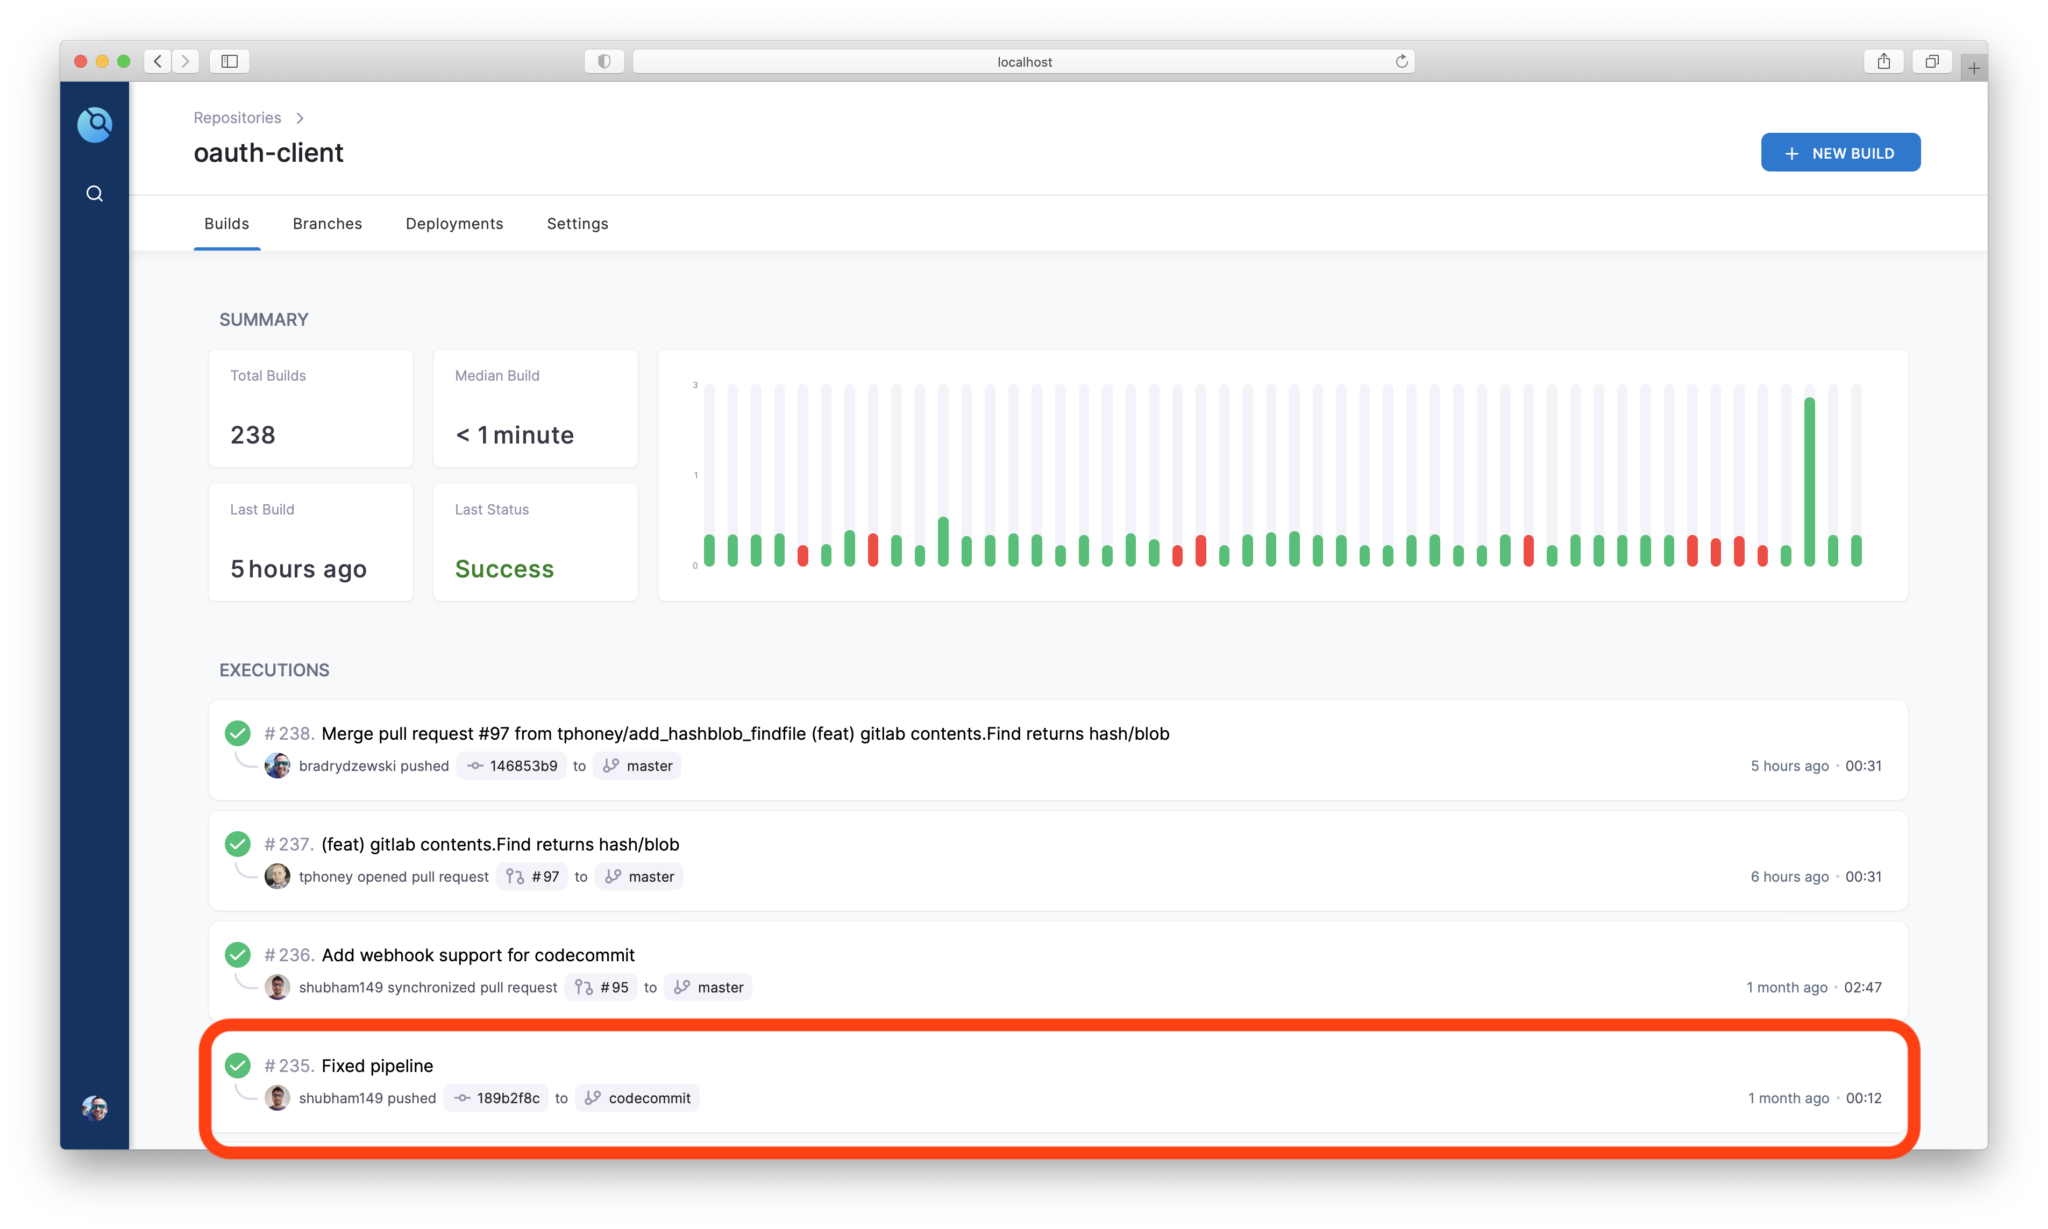 localhost
Repositories
oauth-client
+ NEW BUILD
Builds Branches Deployments Settings
SUMMARY
Total Builds
238
Median Build
< 1 minute
Last Build
5 hours ago
Last Status
Success
3
1
0
EXECUTIONS
#238. Merge pull request #97 from tphoney/add_hashblob_findfile (feat) gitlab contents.Find returns hash/blob
bradrydzewski pushed 146853b9 to master 5 hours ago • 00:31
#237. (feat) gitlab contents.Find returns hash/blob
tphoney opened pull request #97 to master 6 hours ago • 00:31
#236. Add webhook support for codecommit
shubham149 synchronized pull request #95 to master 1 month ago • 02:47
#235. Fixed pipeline
shubham149 pushed 189b2f8c to codecommit 1 month ago • 00:12